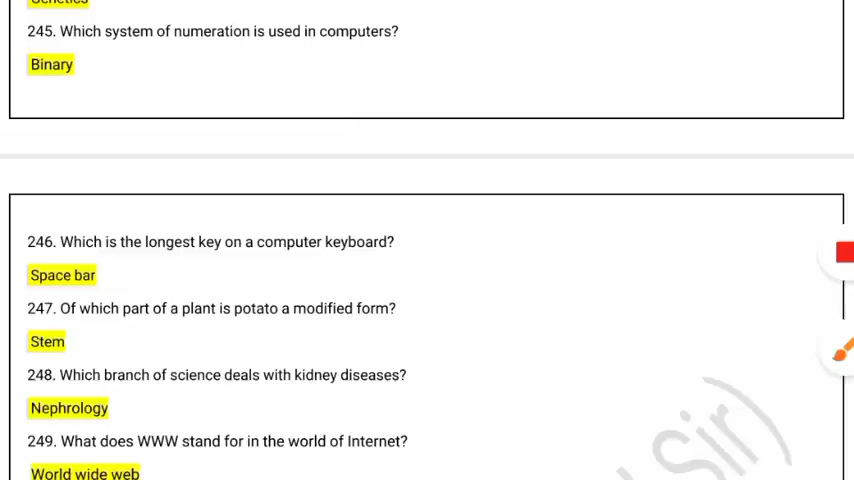 Genetics
245. Which system of numeration is used in computers?
Binary
246. Which is the longest key on a computer keyboard?
Space bar
247. Of which part of a plant is potato a modified form?
Stem
248. Which branch of science deals with kidney diseases?
Nephrology
249. What does WWW stand for in the world of Internet?
World wide web
Sir)